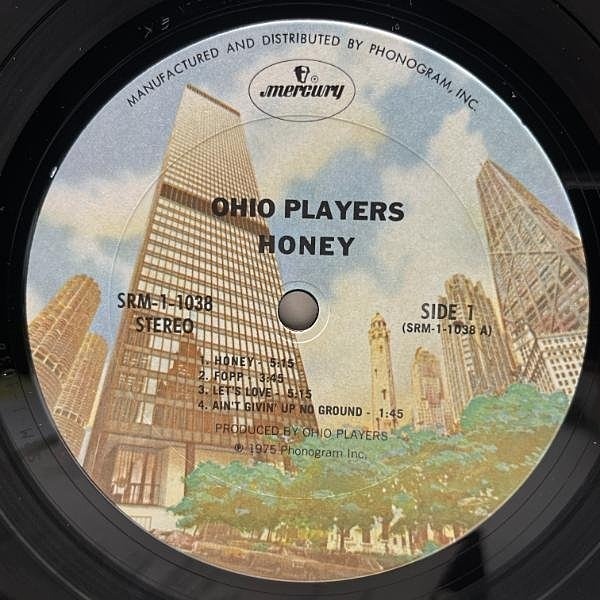 MANUFACTURED AND DISTRIBUTED BY PHONOGRAM, INC.
mercury
OHIO PLAYERS
HONEY
SRM-1-1038
STEREO
SIDE 1
(SRM-1-1038 A)
1. HONEY - 5:15
2. FOPP - 3:45
3. LET'S LOVE - 5:15
4. AIN'T GIVIN' UP NO GROUND - 1:45
PRODUCED BY OHIO PLAYERS
℗ 1975 Phonogram Inc.